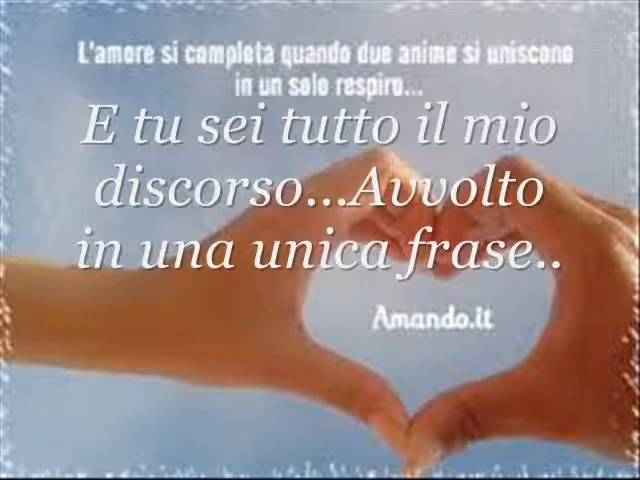 L'amore si completa quando due anime si uniscono
in un solo respiro...
E tu sei tutto il mio
discorso...Avvolto
in una unica frase..
Amando.it